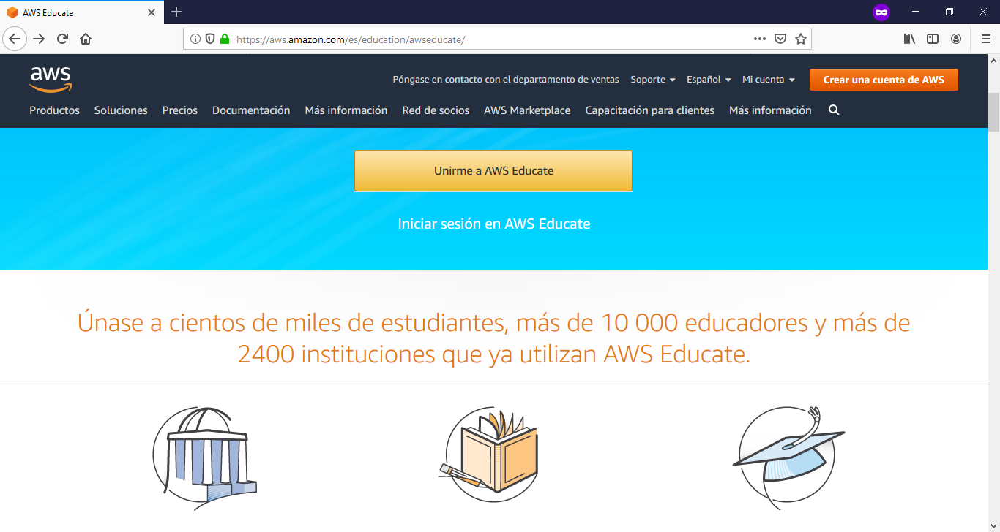 AWS Educate
https://aws.amazon.com/es/education/awseducate/
aws
Póngase en contacto con el departamento de ventas Soporte Español Mi cuenta Crear una cuenta de AWS
Productos Soluciones Precios Documentación Más información Red de socios AWS Marketplace Capacitación para clientes Más información
Unirme a AWS Educate
Iniciar sesión en AWS Educate
Únase a cientos de miles de estudiantes, más de 10 000 educadores y más de
2400 instituciones que ya utilizan AWS Educate.